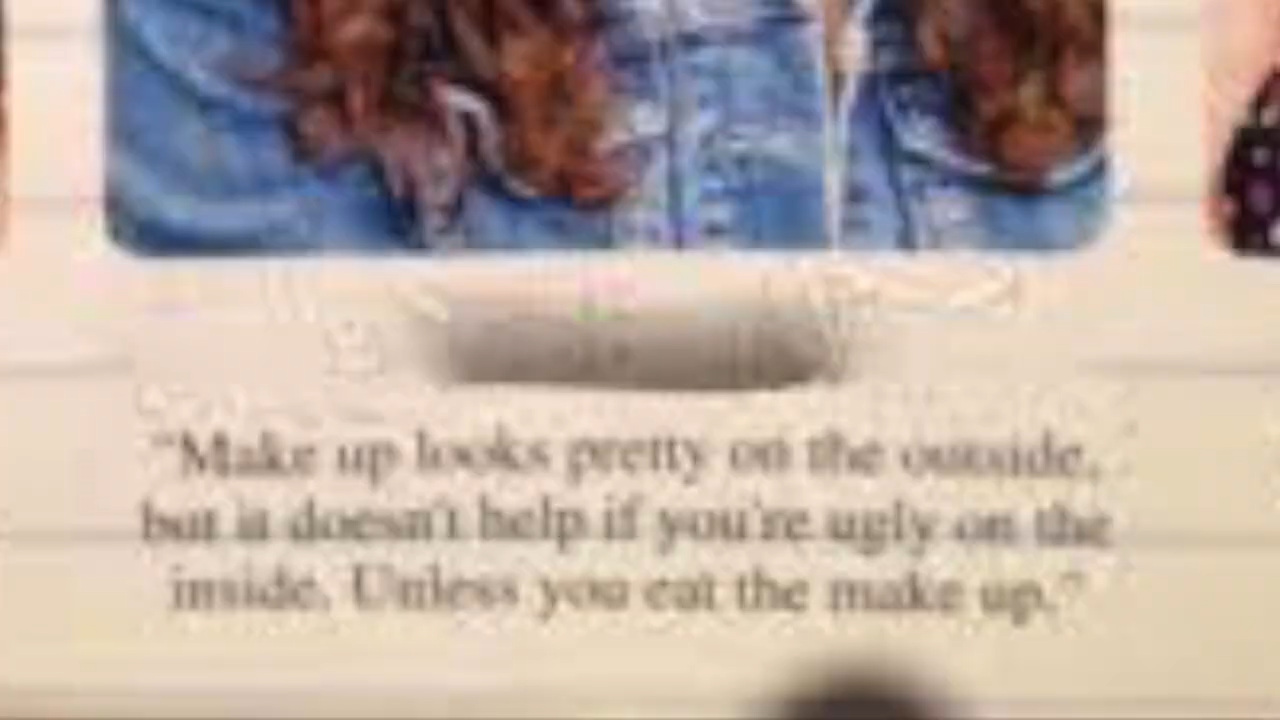 "Make up looks pretty on the outside,
but it doesn't help if you're ugly on the
inside. Unless you eat the make up."